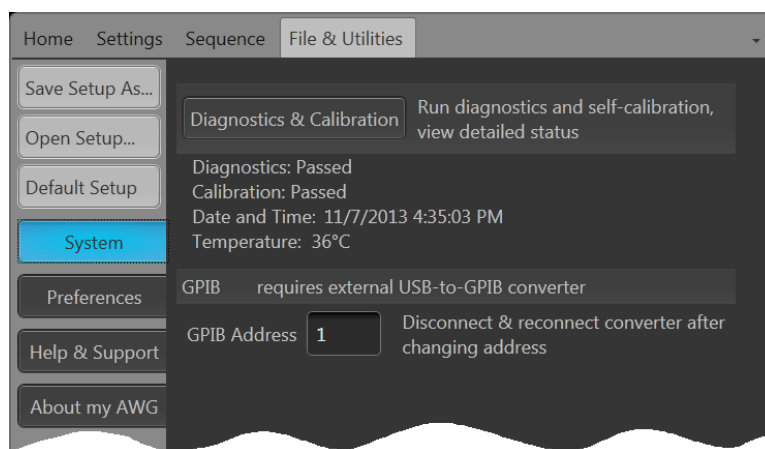 Home Settings Sequence File & Utilities
Save Setup As...
Open Setup...
Default Setup
System
Preferences
Help & Support
About my AWG
Diagnostics & Calibration
Run diagnostics and self-calibration,
view detailed status
Diagnostics: Passed
Calibration: Passed
Date and Time: 11/7/2013 4:35:03 PM
Temperature: 36°C
GPIB requires external USB-to-GPIB converter
GPIB Address 1
Disconnect & reconnect converter after
changing address